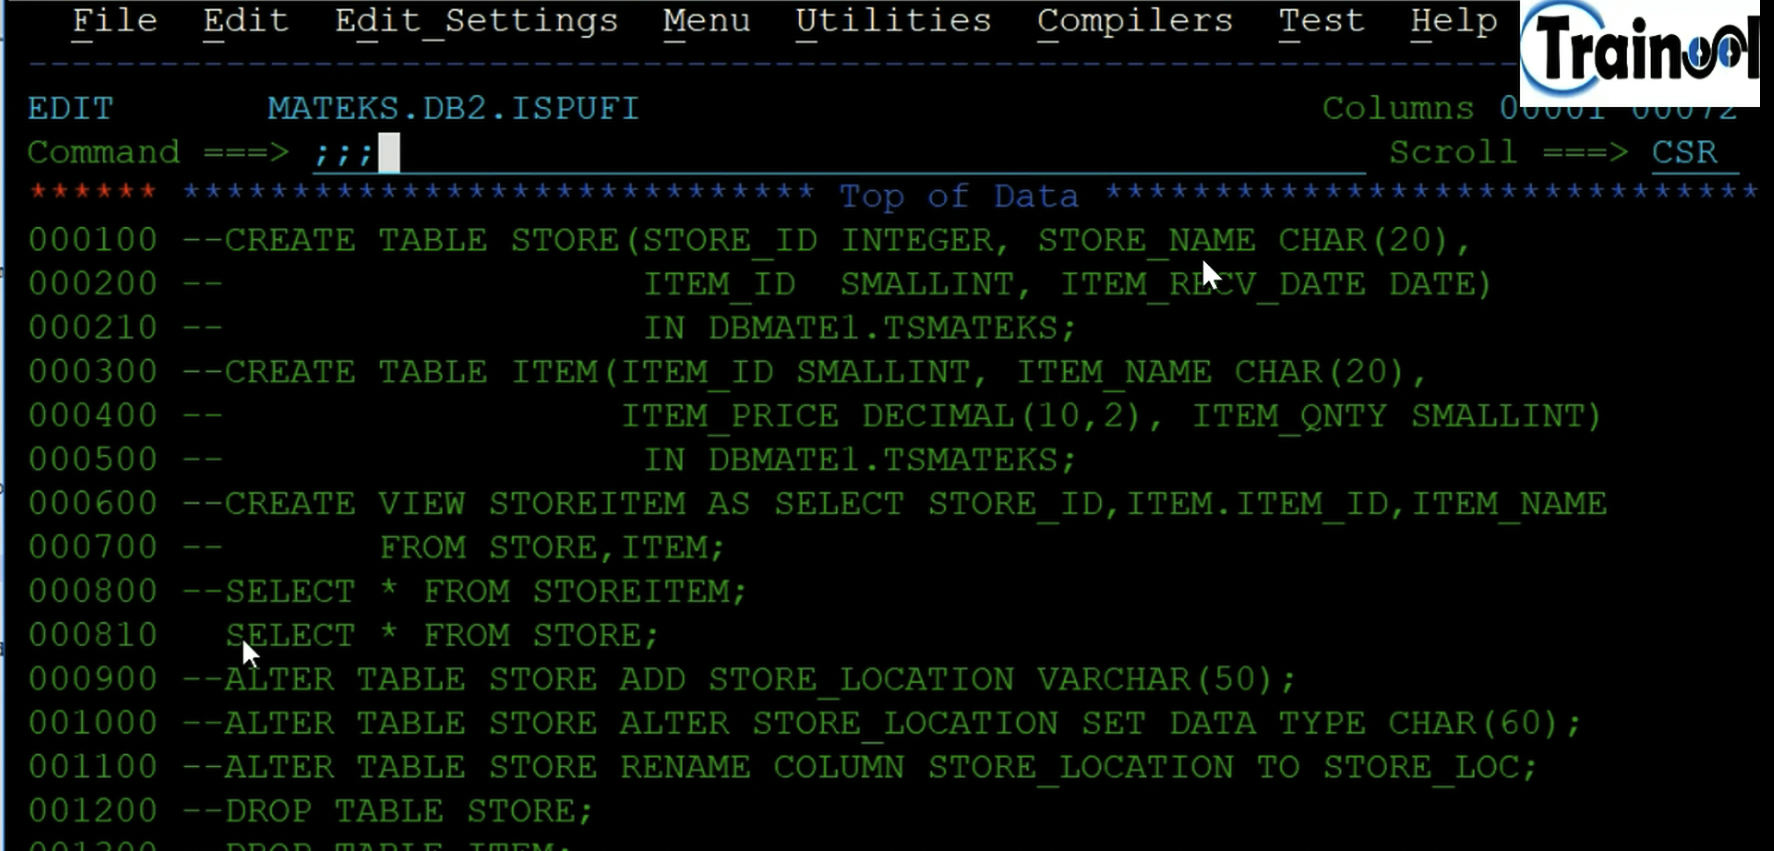 File Edit Edit_Settings Menu Utilities Compilers Test Help
EDIT MATEKS.DB2.ISPUFI Columns 00001 00072
Command ===> ;;; Scroll ===> CSR
****** ***************************** Top of Data ******************************
000100 --CREATE TABLE STORE(STORE_ID INTEGER, STORE_NAME CHAR(20),
000200 -- ITEM_ID SMALLINT, ITEM_RECV_DATE DATE)
000210 -- IN DBMATE1.TSMATEKS;
000300 --CREATE TABLE ITEM(ITEM_ID SMALLINT, ITEM_NAME CHAR(20),
000400 -- ITEM_PRICE DECIMAL(10,2), ITEM_QNTY SMALLINT)
000500 -- IN DBMATE1.TSMATEKS;
000600 --CREATE VIEW STOREITEM AS SELECT STORE_ID,ITEM.ITEM_ID,ITEM_NAME
000700 -- FROM STORE,ITEM;
000800 --SELECT * FROM STOREITEM;
000810 SELECT * FROM STORE;
000900 --ALTER TABLE STORE ADD STORE_LOCATION VARCHAR(50);
001000 --ALTER TABLE STORE ALTER STORE_LOCATION SET DATA TYPE CHAR(60);
001100 --ALTER TABLE STORE RENAME COLUMN STORE_LOCATION TO STORE_LOC;
001200 --DROP TABLE STORE;
001300 --DROP TABLE ITEM;